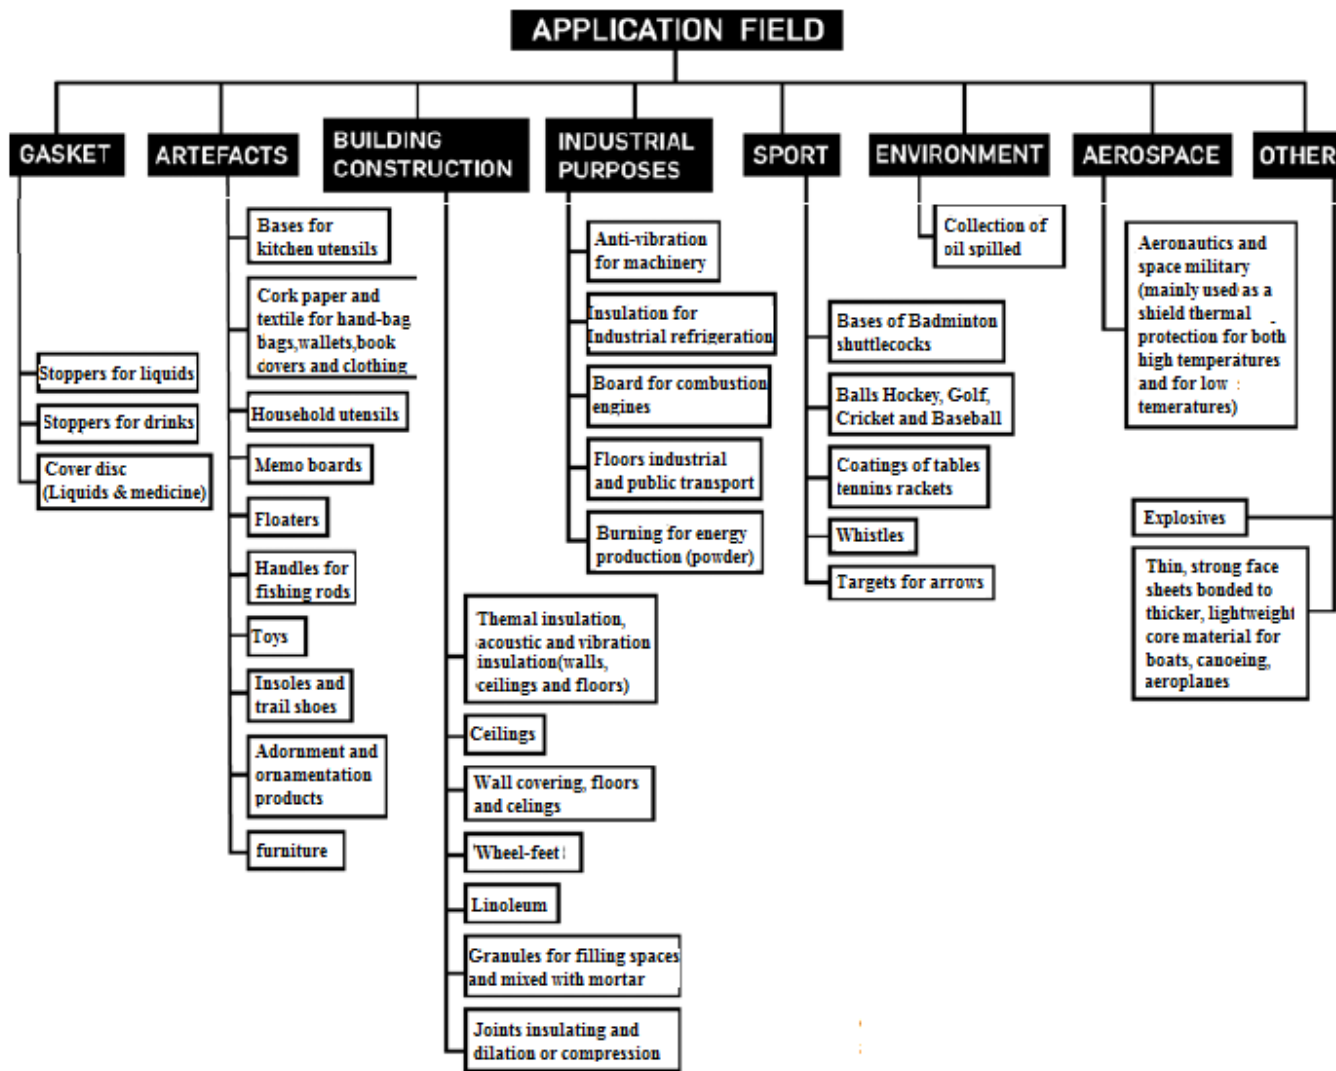 APPLICATION FIELD
GASKET
Stoppers for liquids
Stoppers for drinks
Cover disc
(Liquids & medicine)
ARTEFACTS
Bases for
kitchen utensils
Cork paper and
textile for hand-bag
bags,wallets,book
covers and clothing
Household utensils
Memo boards
Floaters
Handles for
fishing rods
Toys
Insoles and
trail shoes
Adornment and
ornamentation
products
furniture
BUILDING
CONSTRUCTION
Themal insulation,
acoustic and vibration
insulation(walls,
ceilings and floors)
Ceilings
Wall covering, floors
and celings
Wheel-feet
Linoleum
Granules for filling spaces
and mixed with mortar
Joints insulating and
dilation or compression
INDUSTRIAL
PURPOSES
Anti-vibration
for machinery
Insulation for
Industrial refrigeration
Board for combustion
engines
Floors industrial
and public transport
Burning for energy
production (powder)
SPORT
Bases of Badminton
shuttlecocks
Balls Hockey, Golf,
Cricket and Baseball
Coatings of tables
tennins rackets
Whistles
Targets for arrows
ENVIRONMENT
Collection of
oil spilled
AEROSPACE
Aeronautics and
space military
(mainly used as a
shield thermal
protection for both
high temperatures
and for low
temeratures)
OTHER
Explosives
Thin, strong face
sheets bonded to
thicker, lightweight
core material for
boats, canoeing,
aeroplanes